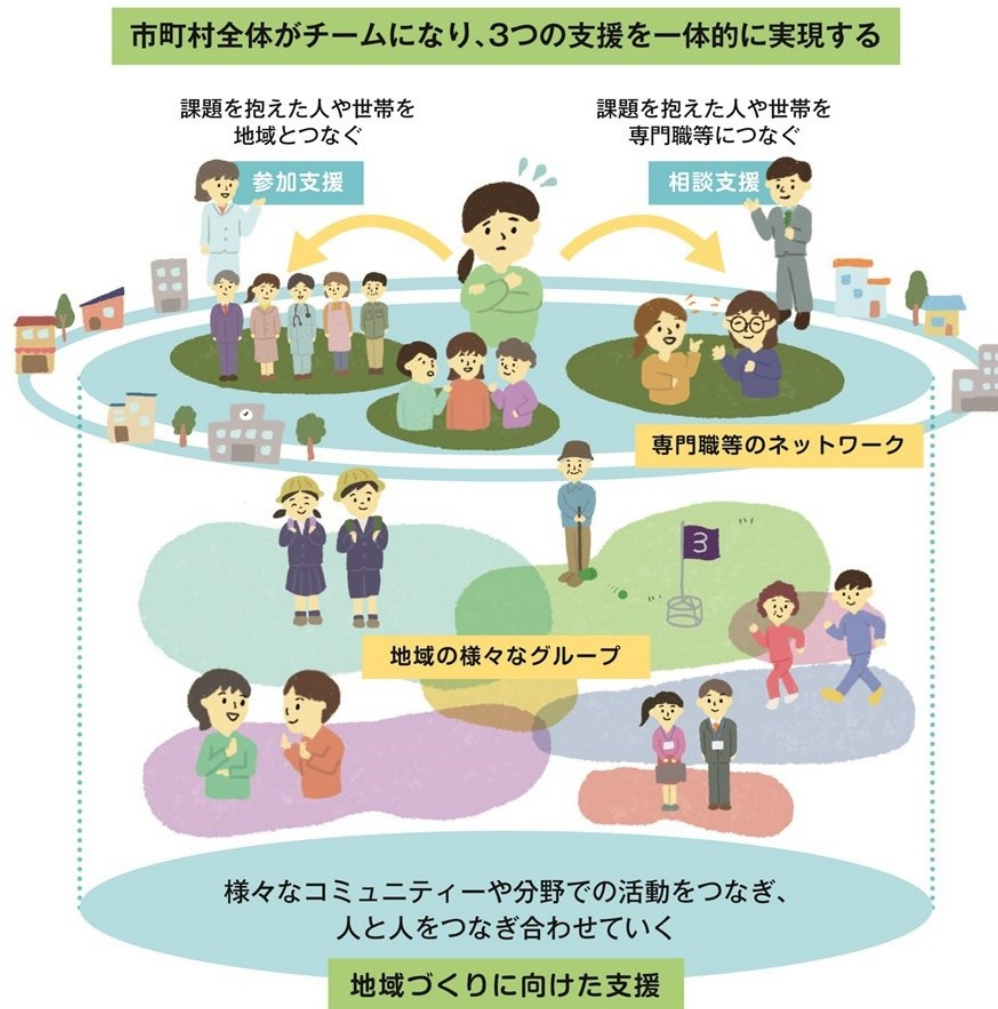 市町村全体がチームになり、3つの支援を一体的に実現する
課題を抱えた人や世帯を
地域とつなぐ
参加支援
課題を抱えた人や世帯を
専門職等につなぐ
相談支援
専門職等のネットワーク
3
地域の様々なグループ
様々なコミュニティーや分野での活動をつなぎ、
人と人をつなぎ合わせていく
地域づくりに向けた支援